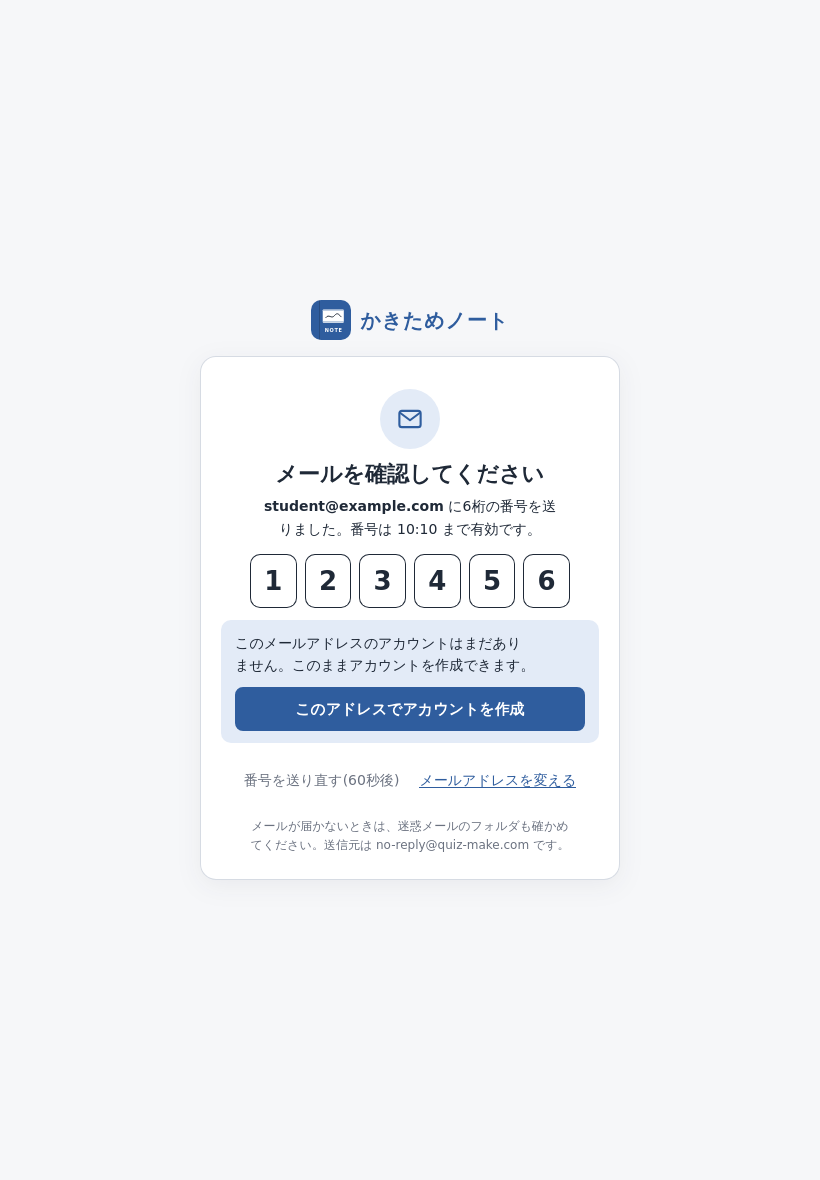 NOTE
かきためノート
メールを確認してください
student@example.com に6桁の番号を送
りました。番号は 10:10 まで有効です。
1 2 3 4 5 6
このメールアドレスのアカウントはまだあり
ません。このままアカウントを作成できます。
このアドレスでアカウントを作成
番号を送り直す(60秒後) メールアドレスを変える
メールが届かないときは、迷惑メールのフォルダも確かめ
てください。送信元は no-reply@quiz-make.com です。